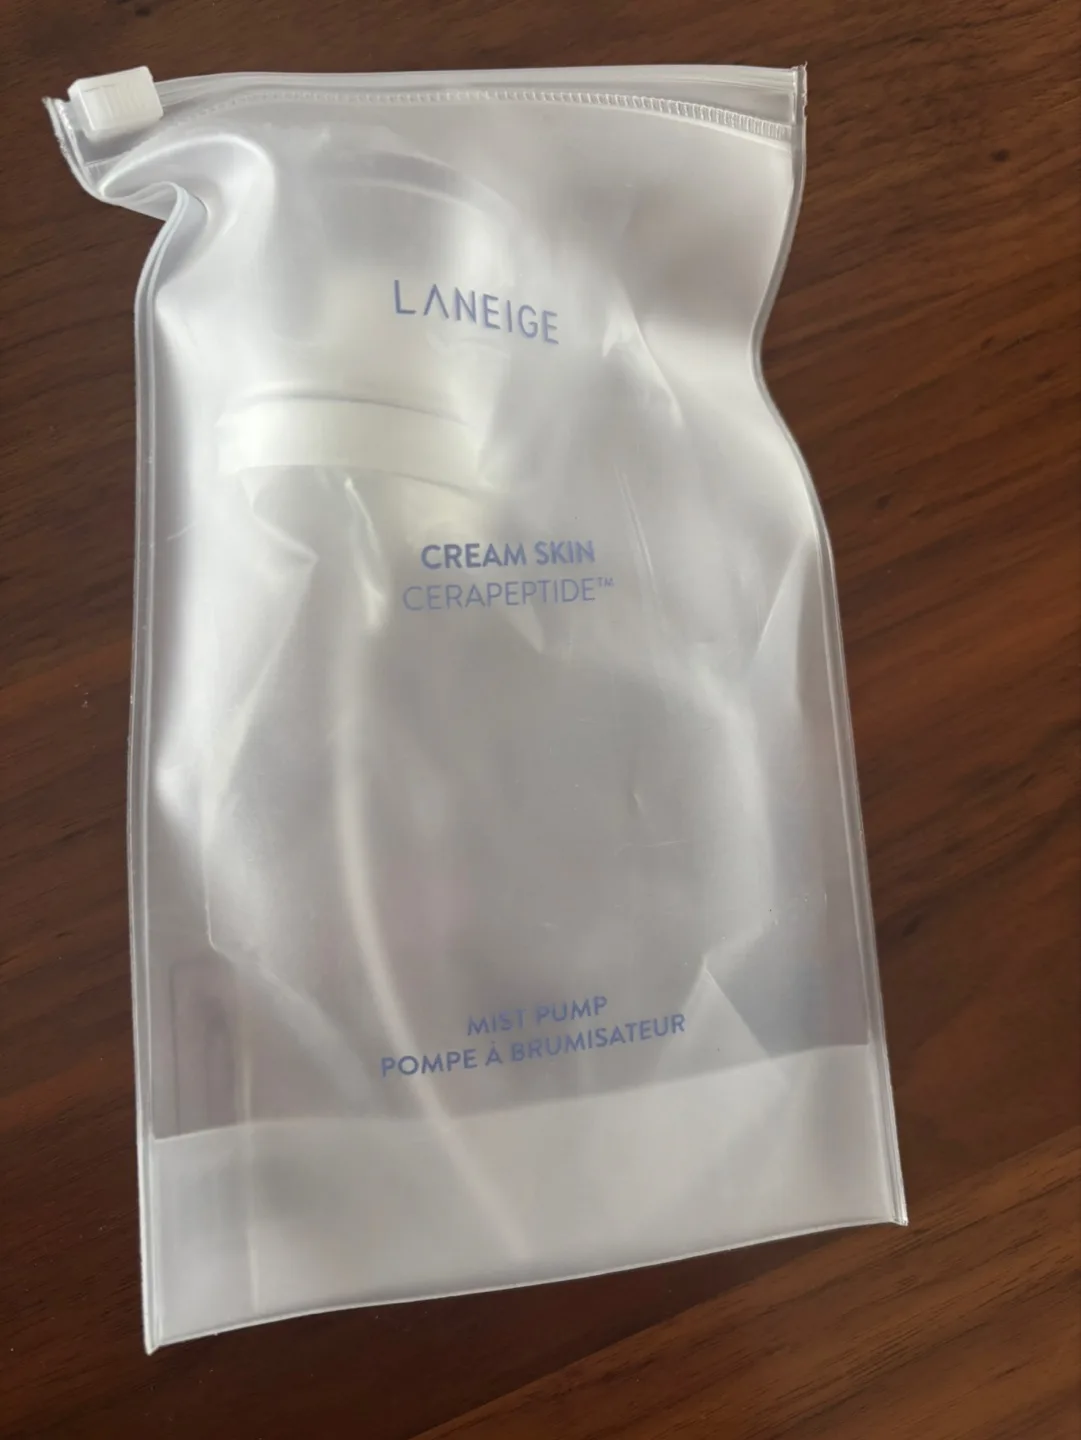 LANEIGE
CREAM SKIN
CERAPEPTIDE™
MIST PUMP
POMPE À BRUMISATEUR